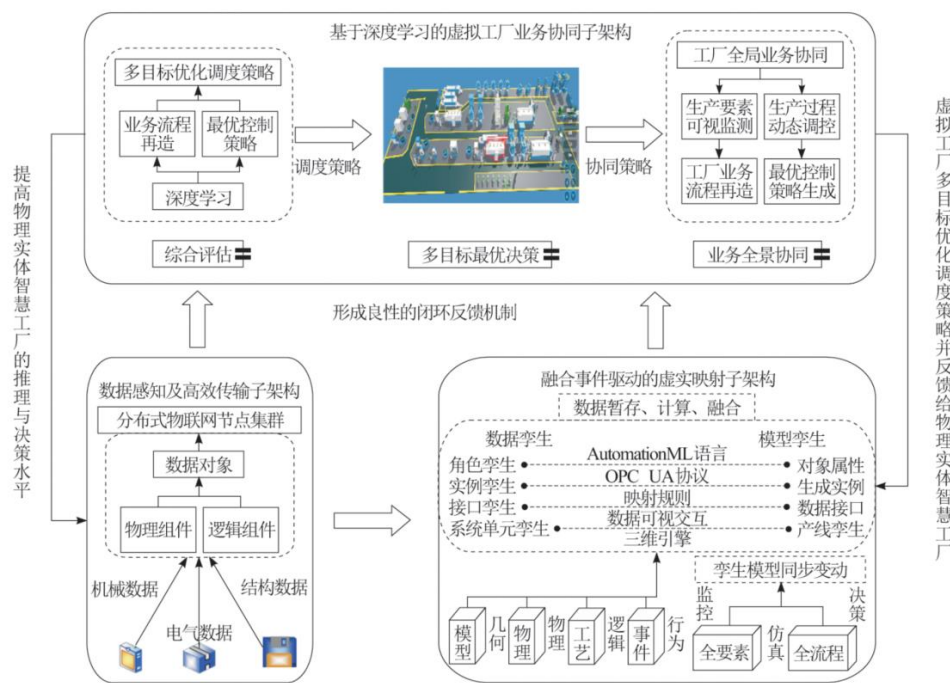 基于深度学习的虚拟工厂业务协同子架构
多目标优化调度策略
业务流程
再造
最优控制
策略
深度学习
调度策略
协同策略
工厂全局业务协同
生产要素
可视监测
生产过程
动态调控
工厂业务
流程再造
最优控制
策略生成
综合评估
多目标最优决策
业务全景协同
提高物理实体智慧工厂的推理与决策水平
虚拟工厂多目标优化调度策略并反馈给物理实体智慧工厂
形成良性的闭环反馈机制
数据感知及高效传输子架构
分布式物联网节点集群
数据对象
物理组件
逻辑组件
机械数据
结构数据
电气数据
融合事件驱动的虚实映射子架构
数据暂存、计算、融合
数据孪生
模型孪生
AutomationML 语言
角色孪生
对象属性
OPC UA协议
实例孪生
生成实例
映射规则
接口孪生
数据接口
数据可视交互
系统单元孪生
产线孪生
三维引擎
孪生模型同步变动
监控
决策
模型
几何
物理
物理
工艺
逻辑
事件
行为
全要素
仿真
全流程